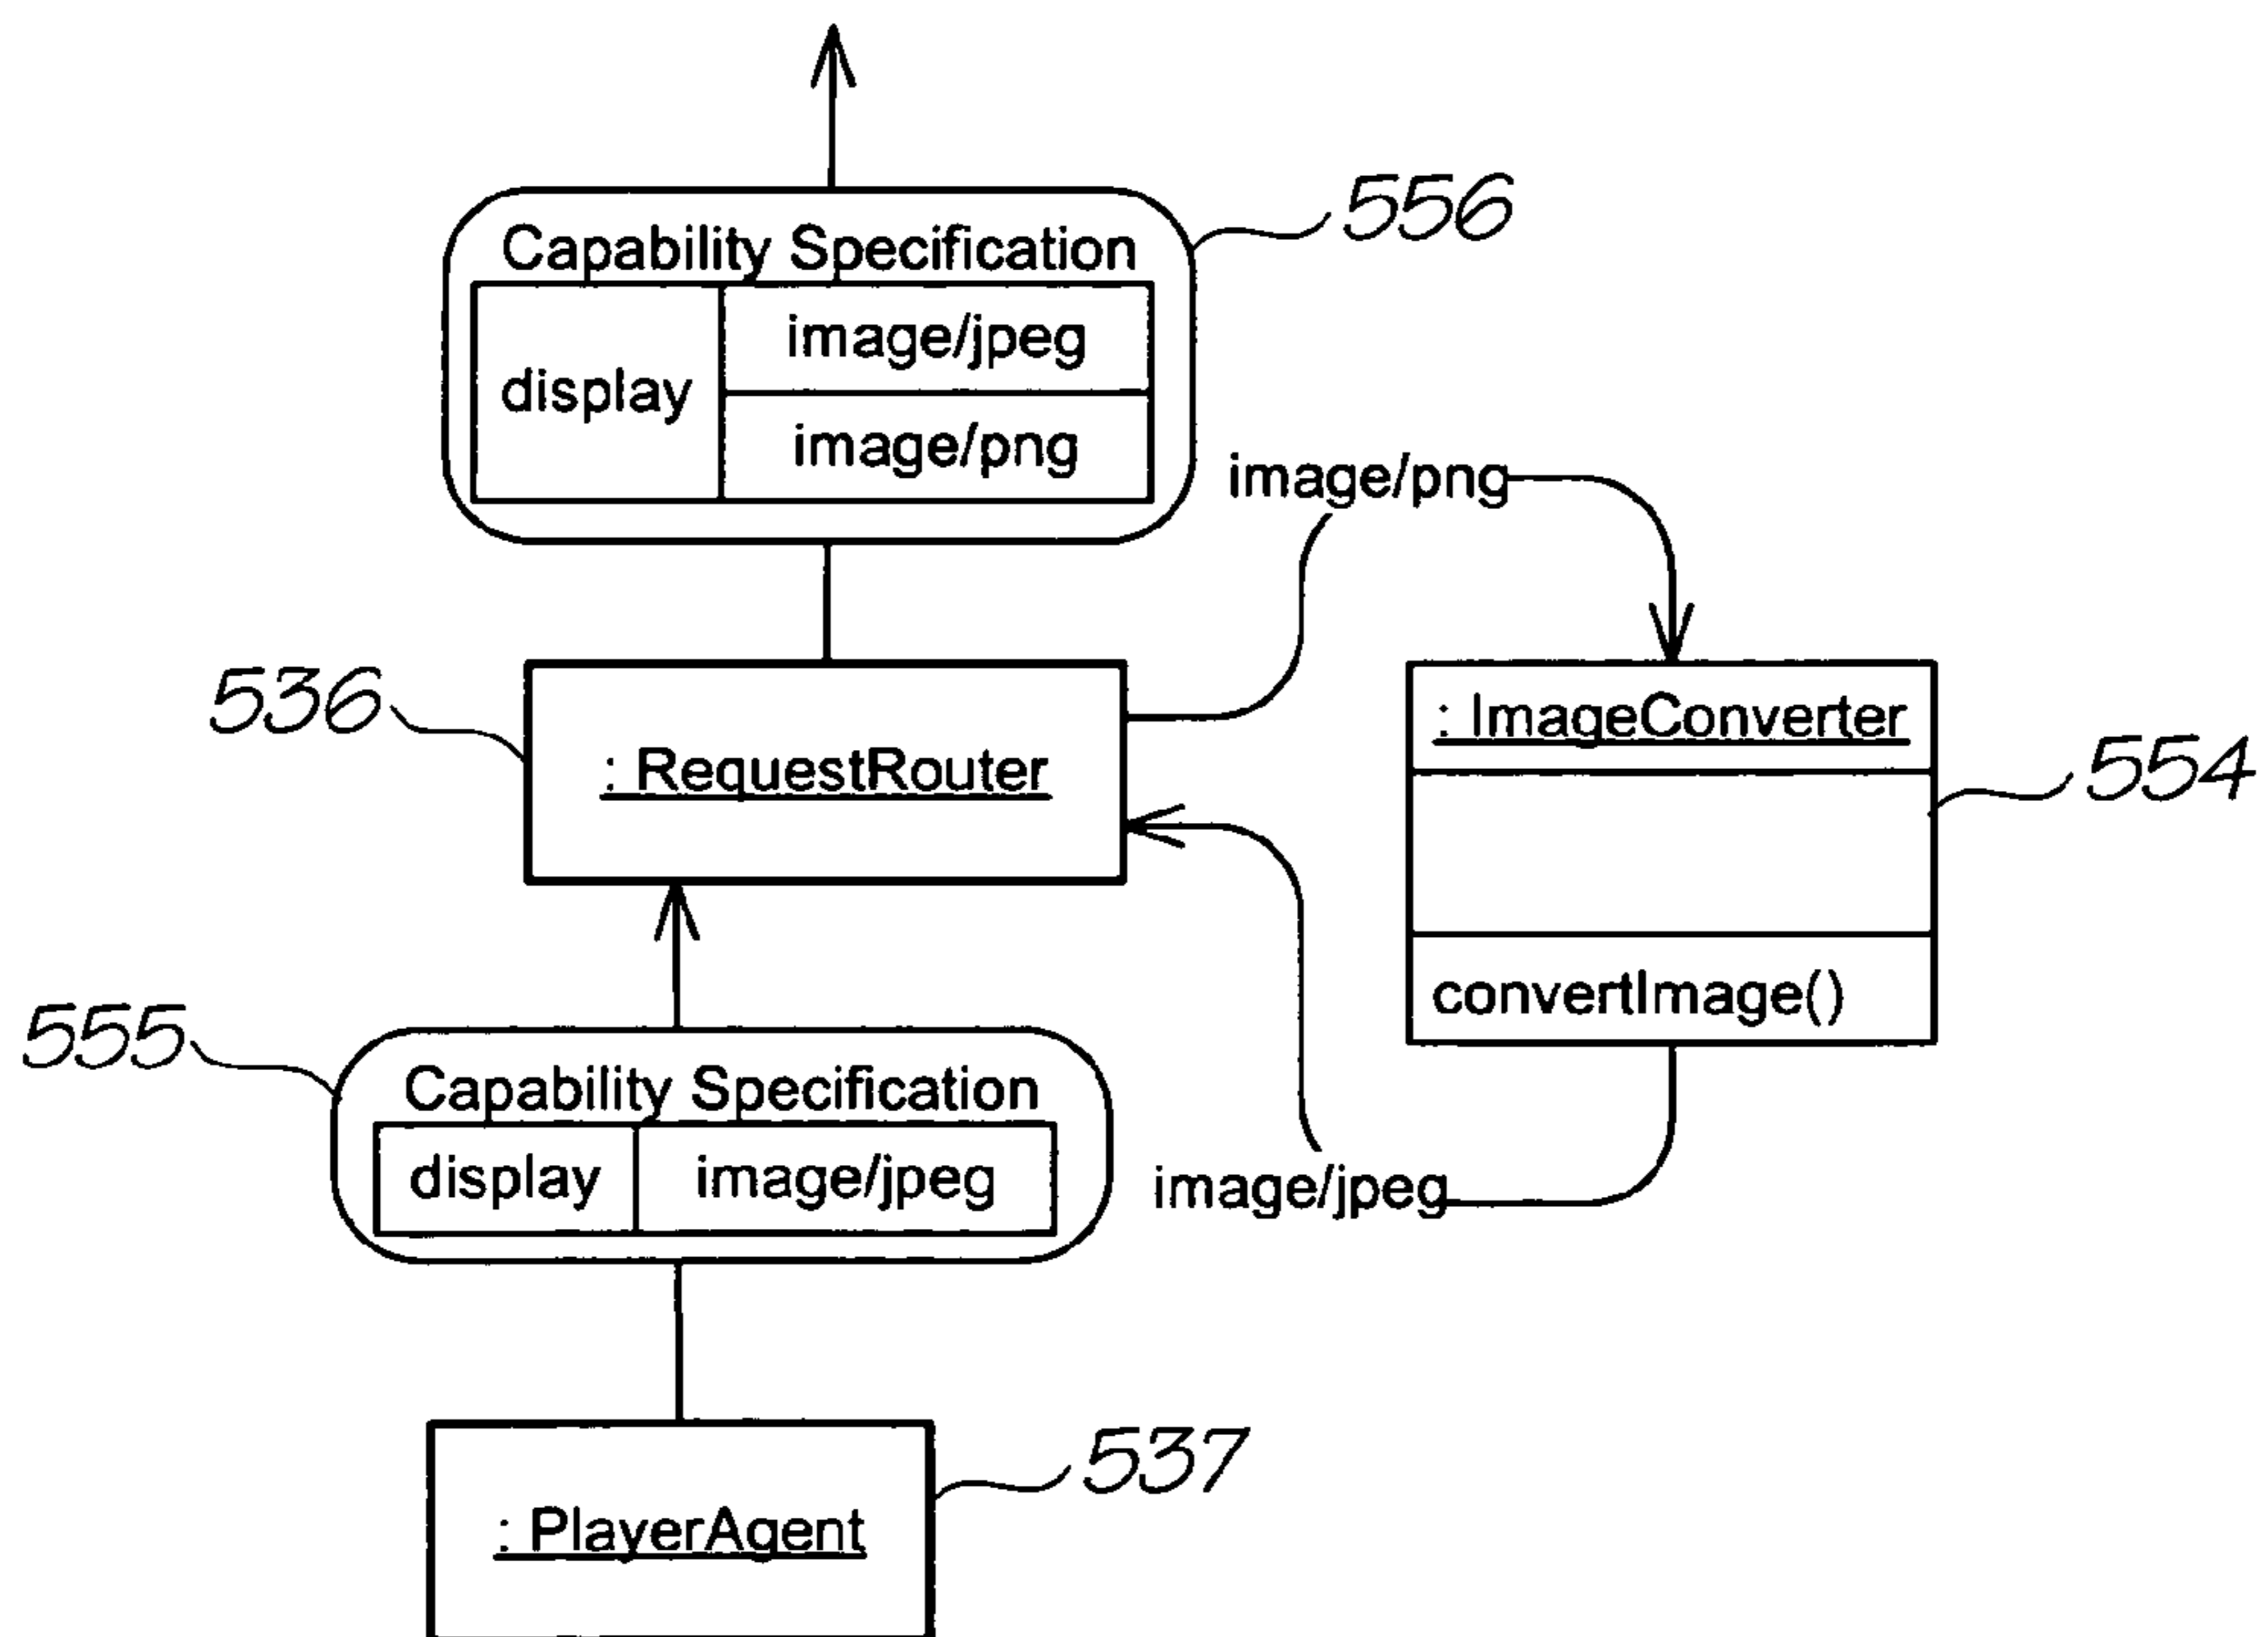 556
Capability Specification
display
image/jpeg
image/png
image/png
536
: RequestRouter
: ImageConverter
554
convertImage()
555
Capability Specification
display
image/jpeg
image/jpeg
537
: PlayerAgent